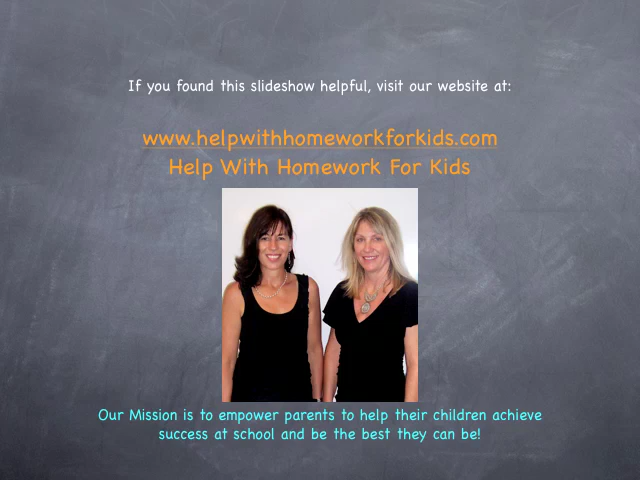 If you found this slideshow helpful, visit our website at:
www.helpwithhomeworkforkids.com
Help With Homework For Kids
Our Mission is to empower parents to help their children achieve
success at school and be the best they can be!